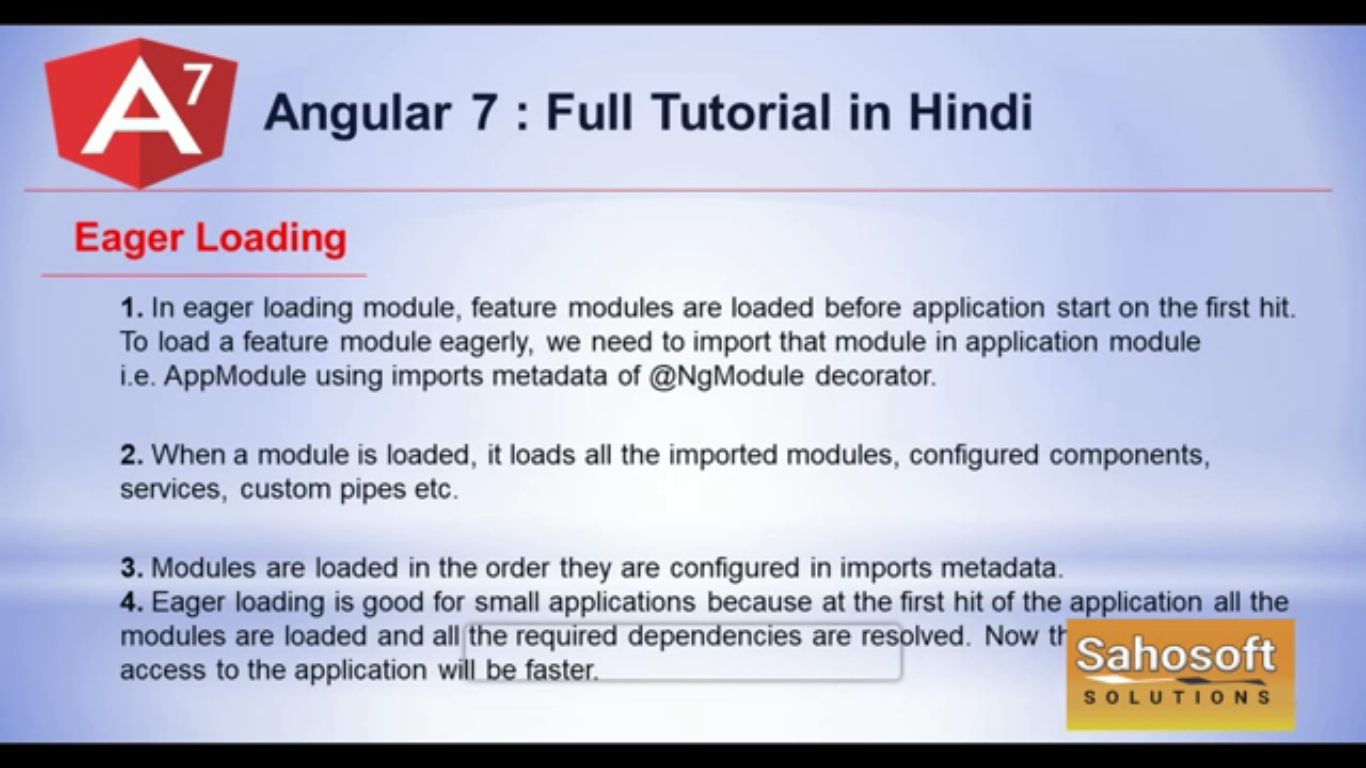 A7
Angular 7 : Full Tutorial in Hindi
Eager Loading
1. In eager loading module, feature modules are loaded before application start on the first hit.
To load a feature module eagerly, we need to import that module in application module
i.e. AppModule using imports metadata of @NgModule decorator.
2. When a module is loaded, it loads all the imported modules, configured components,
services, custom pipes etc.
3. Modules are loaded in the order they are configured in imports metadata.
4. Eager loading is good for small applications because at the first hit of the application all the
modules are loaded and all the required dependencies are resolved. Now
access to the application will be faster.
Sahosoft
SOLUTIONS